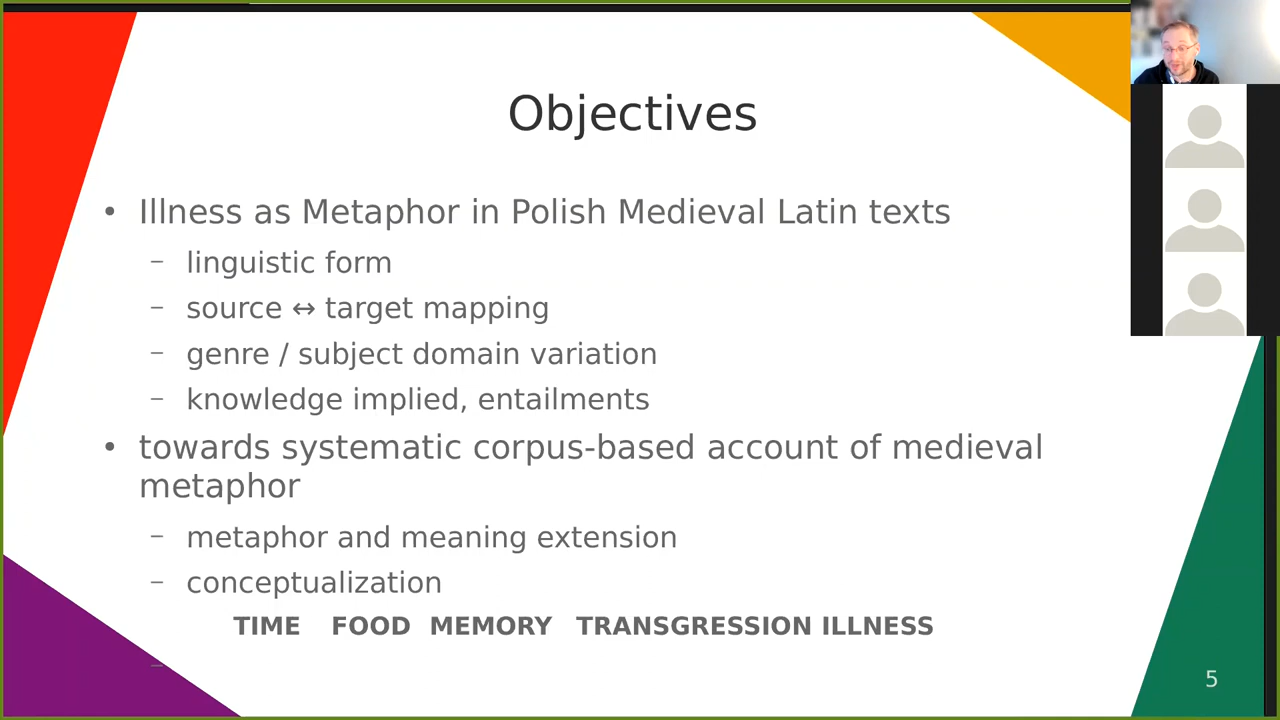 Objectives
• Illness as Metaphor in Polish Medieval Latin texts
– linguistic form
– source ↔ target mapping
– genre / subject domain variation
– knowledge implied, entailments
• towards systematic corpus-based account of medieval
metaphor
– metaphor and meaning extension
– conceptualization
TIME FOOD MEMORY TRANSGRESSION ILLNESS
–
5